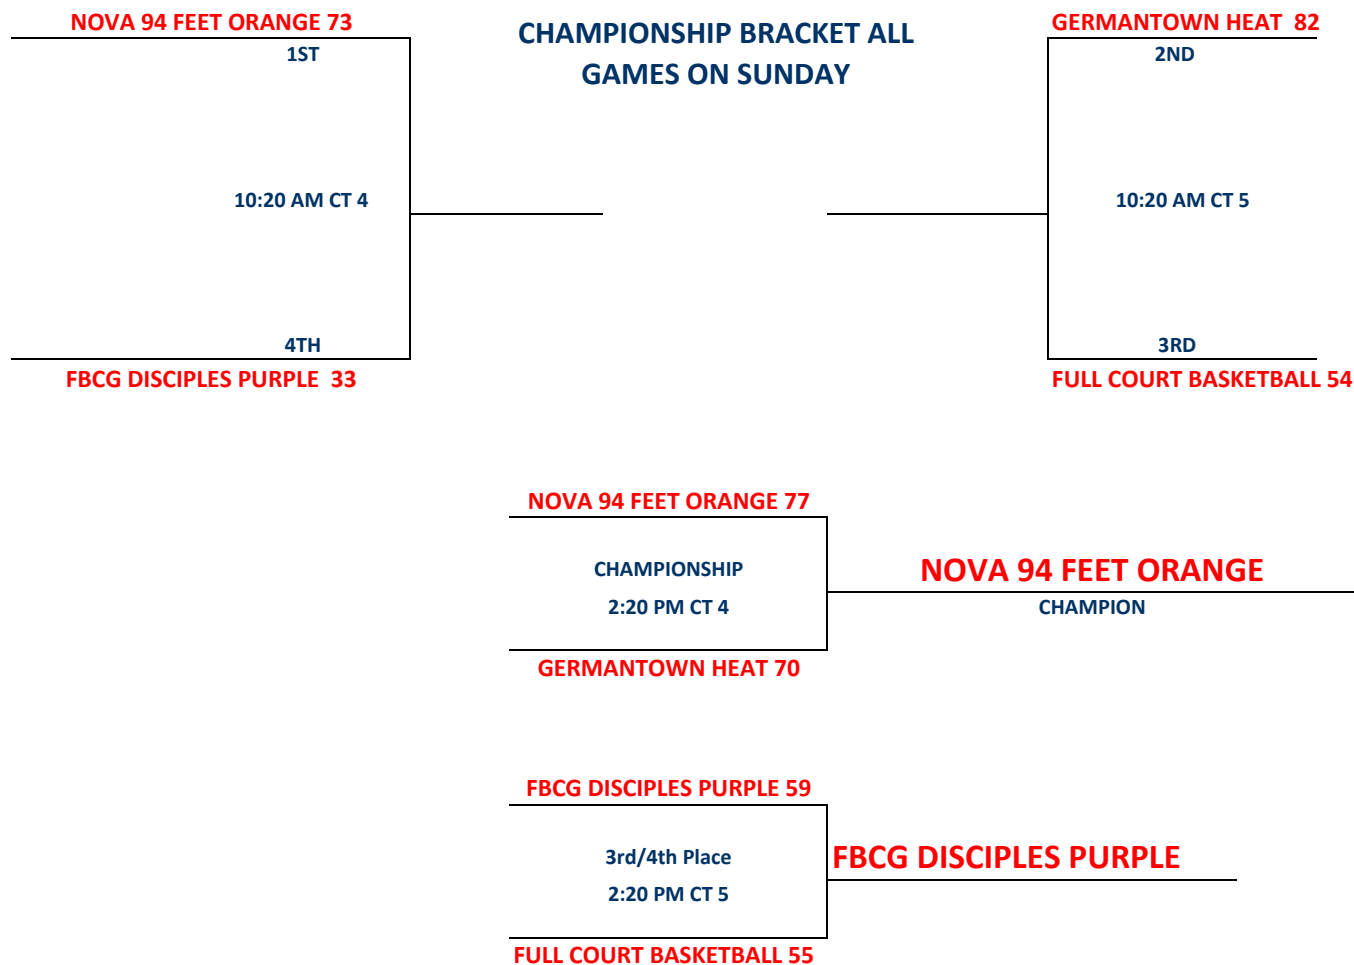 NOVA 94 FEET ORANGE 73
1ST
10:20 AM CT 4
4TH
FBCG DISCIPLES PURPLE  33
CHAMPIONSHIP BRACKET ALL
GAMES ON SUNDAY
GERMANTOWN HEAT  82
2ND
10:20 AM CT 5
3RD
FULL COURT BASKETBALL 54
NOVA 94 FEET ORANGE 77
CHAMPIONSHIP
2:20 PM CT 4
GERMANTOWN HEAT 70
NOVA 94 FEET ORANGE
CHAMPION
FBCG DISCIPLES PURPLE 59
3rd/4th Place
2:20 PM CT 5
FULL COURT BASKETBALL 55
FBCG DISCIPLES PURPLE